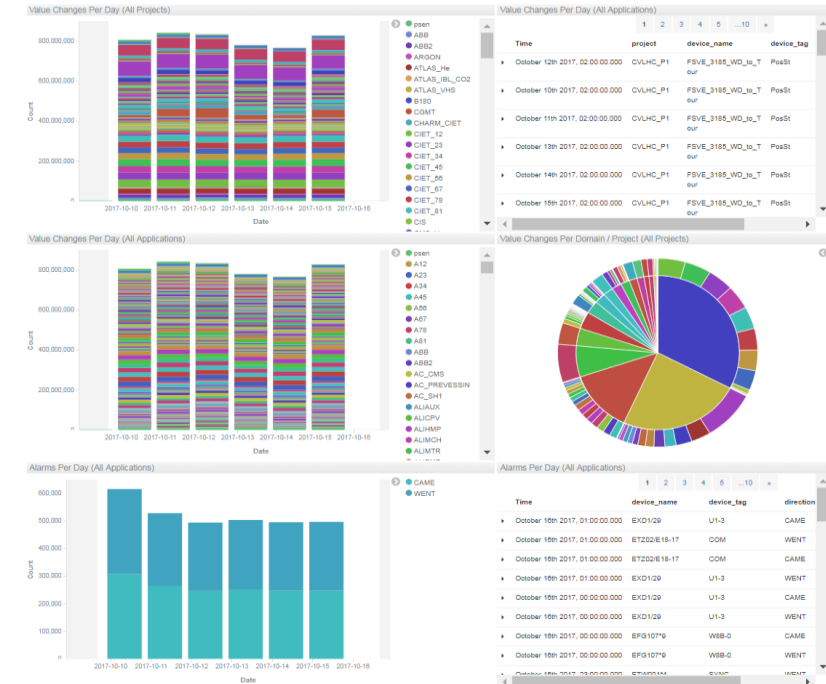 Value Changes Per Day (All Projects)
800,000,000
600,000,000
400,000,000
200,000,000
0
Count
2017-10-10 2017-10-11 2017-10-12 2017-10-13 2017-10-14 2017-10-15 2017-10-16
Date
psen
ABB
ABB2
ARGON
ATLAS_He
ATLAS_IBL_CO2
ATLAS_VHS
B180
CGMT
CHARM_CIET
CIET_12
CIET_23
CIET_34
CIET_45
CIET_56
CIET_67
CIET_78
CIET_81
CIS
Value Changes Per Day (All Applications)
1 2 3 4 5 ...10 »
Time project device_name device_tag
October 12th 2017, 02:00:00.000 CVLHC_P1 FSVE_3185_WD_to_T PosSt
our
October 10th 2017, 02:00:00.000 CVLHC_P1 FSVE_3185_WD_to_T PosSt
our
October 11th 2017, 02:00:00.000 CVLHC_P1 FSVE_3185_WD_to_T PosSt
our
October 13th 2017, 02:00:00.000 CVLHC_P1 FSVE_3185_WD_to_T PosSt
our
October 14th 2017, 02:00:00.000 CVLHC_P1 FSVE_3185_WD_to_T PosSt
our
October 15th 2017, 02:00:00.000 CVLHC_P1 FSVE_3185_WD_to_T PosSt
our
Value Changes Per Day (All Applications)
800,000,000
600,000,000
400,000,000
200,000,000
0
Count
2017-10-10 2017-10-11 2017-10-12 2017-10-13 2017-10-14 2017-10-15 2017-10-16
Date
psen
A12
A23
A34
A45
A56
A67
A78
A81
ABB
ABB2
AC_CMS
AC_PREVESSIN
AC_SH1
ALIAUX
ALICPV
ALIHMP
ALIMCH
ALIMTR
Value Changes Per Domain / Project (All Projects)
Alarms Per Day (All Applications)
600,000
500,000
400,000
300,000
200,000
100,000
0
Count
2017-10-10 2017-10-11 2017-10-12 2017-10-13 2017-10-14 2017-10-15 2017-10-16
Date
CAME
WENT
Alarms Per Day (All Applications)
1 2 3 4 5 ...10 »
Time device_name device_tag direction
October 16th 2017, 01:00:00.000 EXD1/29 U1-3 CAME
October 16th 2017, 01:00:00.000 ETZ02/E18-17 COM WENT
October 16th 2017, 01:00:00.000 ETZ02/E18-17 COM CAME
October 16th 2017, 01:00:00.000 EXD1/29 U1-3 WENT
October 16th 2017, 00:00:00.000 EXD1/29 U1-3 CAME
October 16th 2017, 00:00:00.000 EXD1/29 U1-3 WENT
October 16th 2017, 00:00:00.000 EFG107*9 W8B-0 CAME
October 16th 2017, 00:00:00.000 EFG107*9 W8B-0 WENT